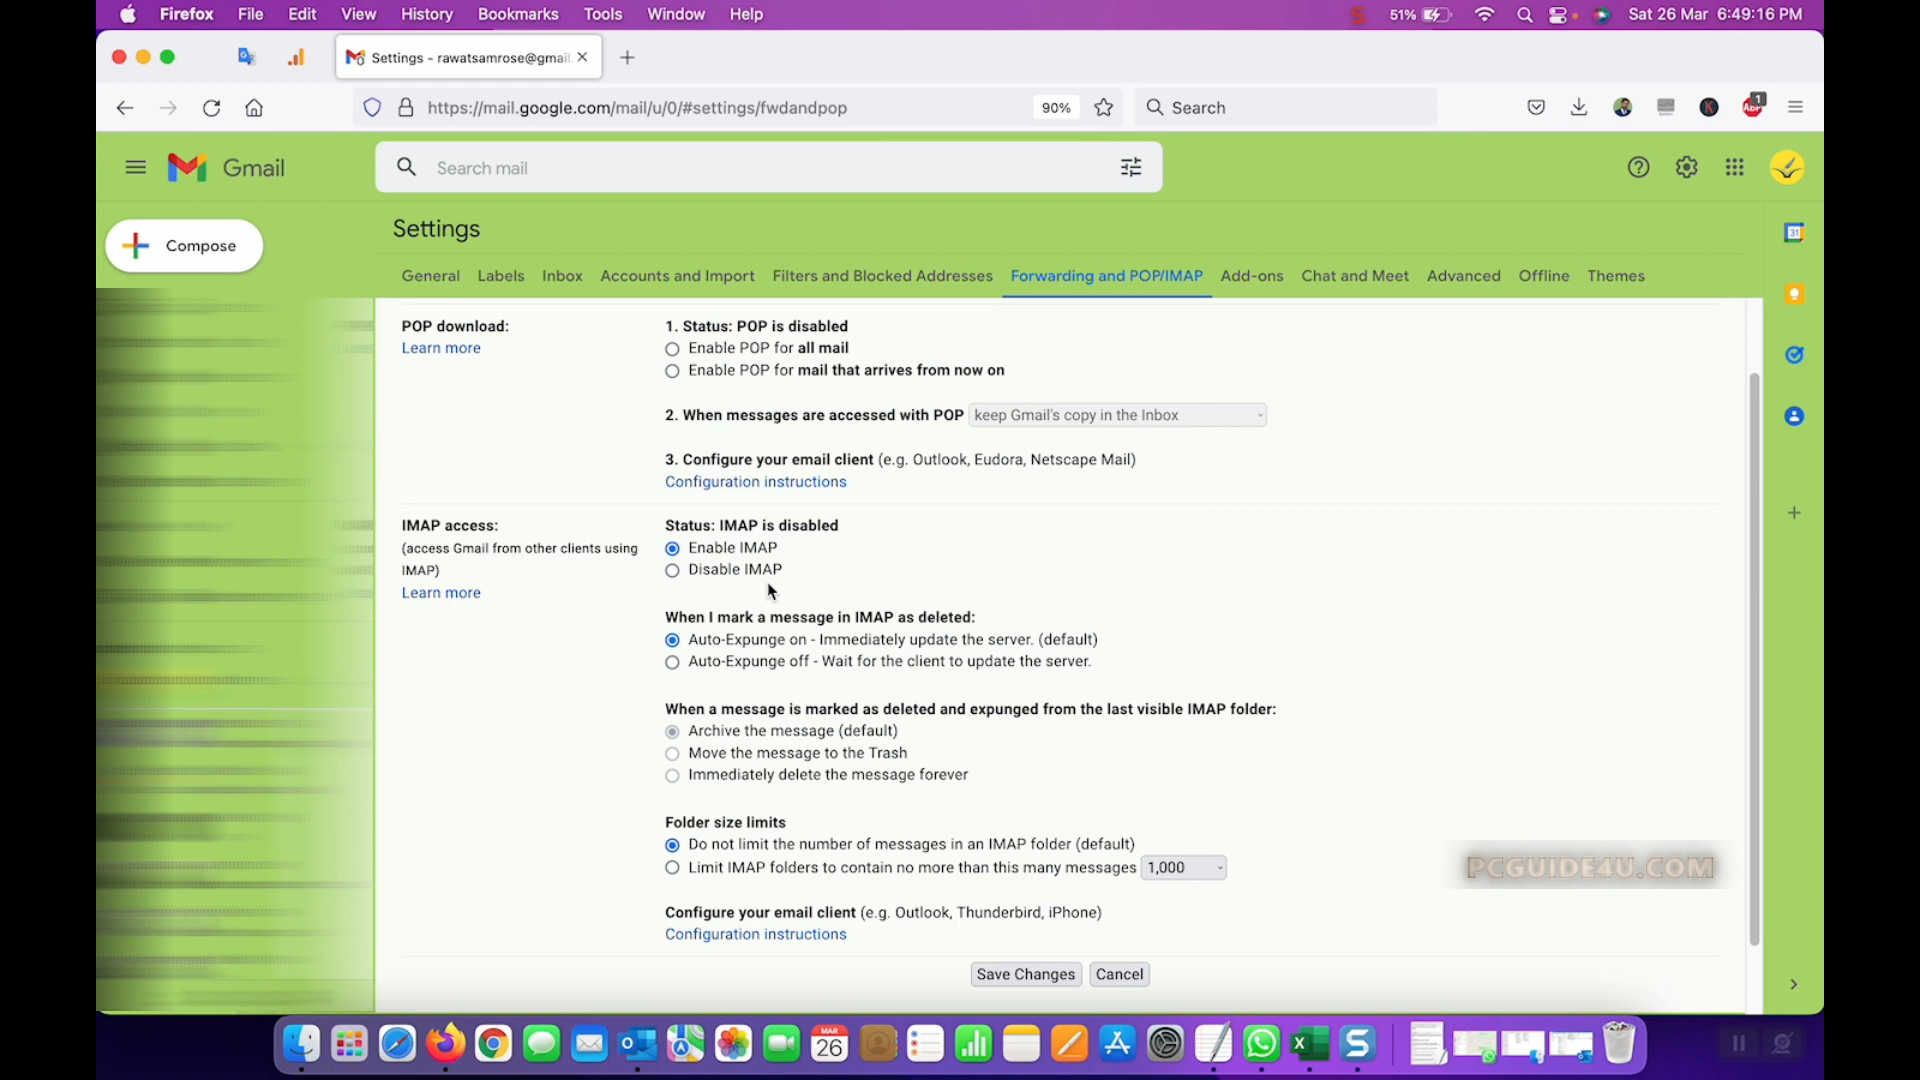 Firefox File Edit View History Bookmarks Tools Window Help 51% Sat 26 Mar 6:49:16 PM
Settings - rawatsamrose@gmail
https://mail.google.com/mail/u/0/#settings/fwdandpop 90% Search ABP 1
Gmail Search mail
Settings
Compose
General Labels Inbox Accounts and Import Filters and Blocked Addresses Forwarding and POP/IMAP Add-ons Chat and Meet Advanced Offline Themes
31
POP download:
Learn more
1. Status: POP is disabled
Enable POP for all mail
Enable POP for mail that arrives from now on
2. When messages are accessed with POP keep Gmail's copy in the Inbox
3. Configure your email client (e.g. Outlook, Eudora, Netscape Mail)
Configuration instructions
IMAP access:
(access Gmail from other clients using
IMAP)
Learn more
Status: IMAP is disabled
Enable IMAP
Disable IMAP
When I mark a message in IMAP as deleted:
Auto-Expunge on - Immediately update the server. (default)
Auto-Expunge off - Wait for the client to update the server.
When a message is marked as deleted and expunged from the last visible IMAP folder:
Archive the message (default)
Move the message to the Trash
Immediately delete the message forever
Folder size limits
Do not limit the number of messages in an IMAP folder (default)
Limit IMAP folders to contain no more than this many messages 1,000
PCGUIDE4U.COM
Configure your email client (e.g. Outlook, Thunderbird, iPhone)
Configuration instructions
Save Changes Cancel
MAR
26